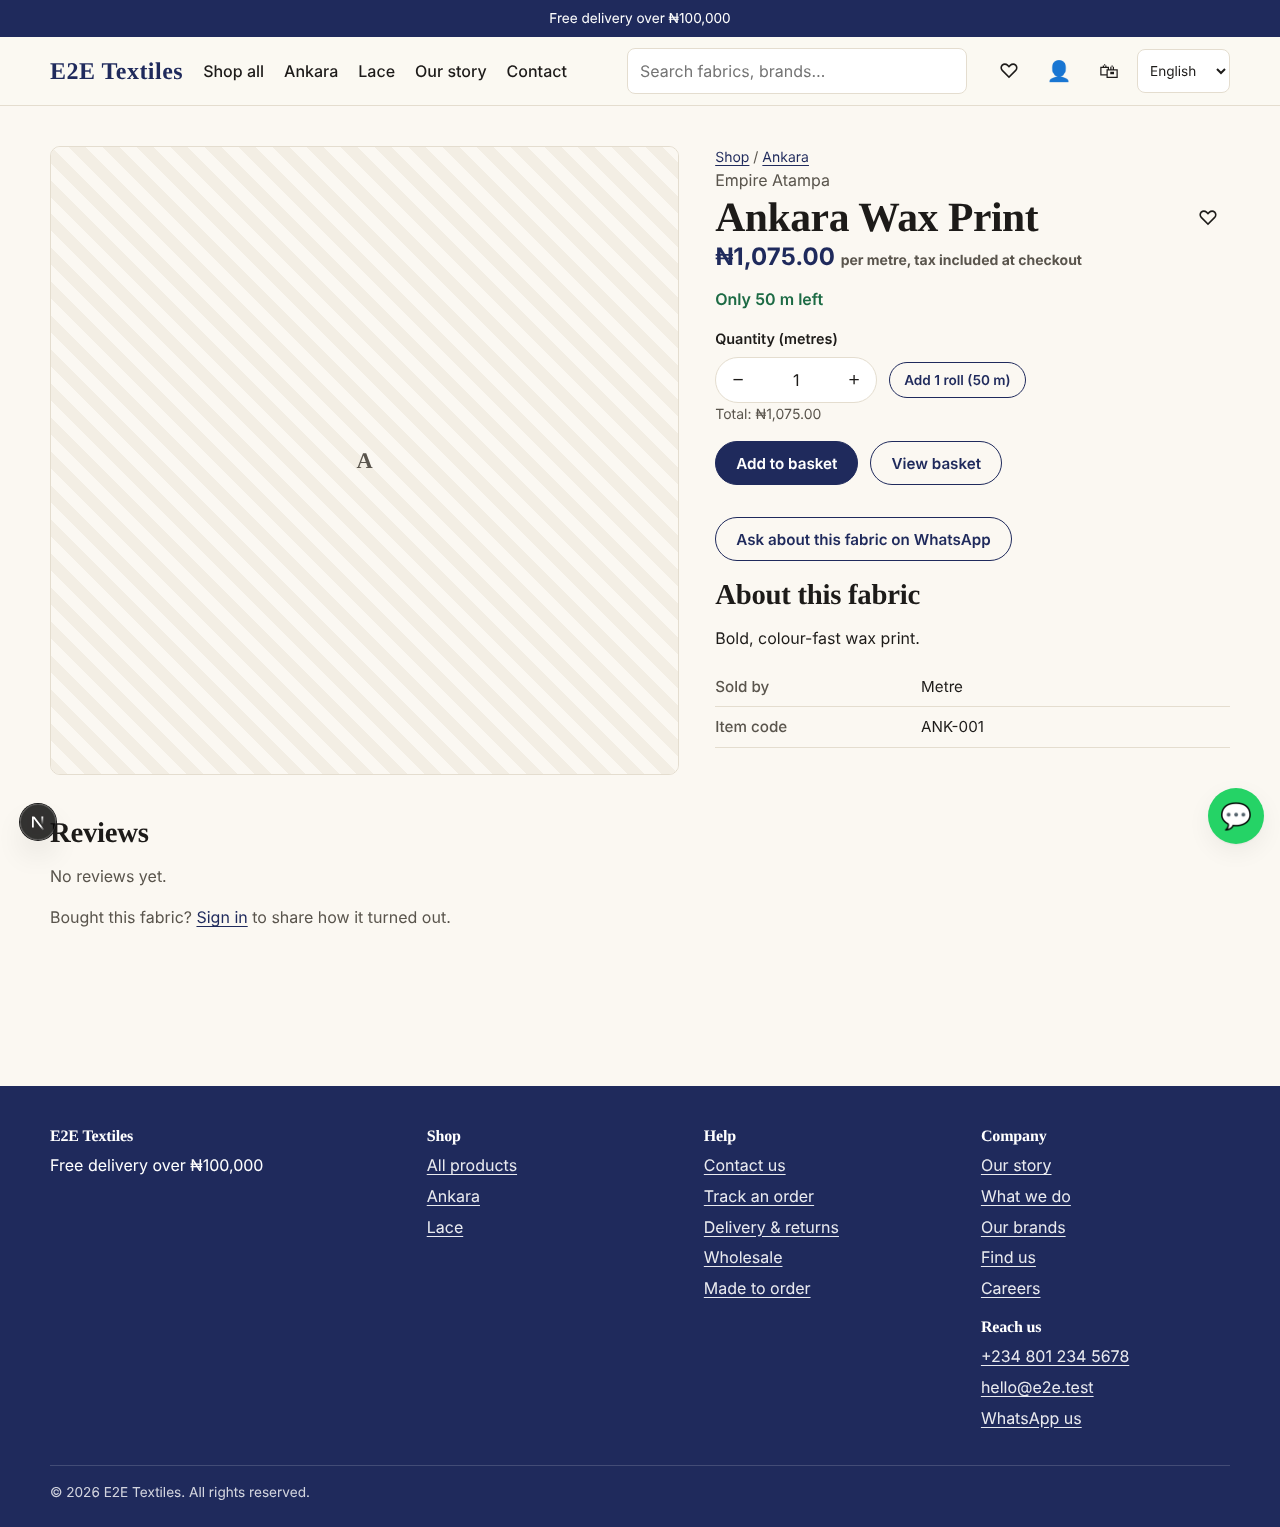 Free delivery over ₦100,000
E2E Textiles
Shop all
Ankara
Lace
Our story
Contact
Search fabrics, brands...
English
A
Shop / Ankara
Empire Atampa
Ankara Wax Print
₦1,075.00 per metre, tax included at checkout
Only 50 m left
Quantity (metres)
− 1 +
Add 1 roll (50 m)
Total: ₦1,075.00
Add to basket
View basket
Ask about this fabric on WhatsApp
About this fabric
Bold, colour-fast wax print.
Sold by Metre
Item code ANK-001
N
Reviews
No reviews yet.
Bought this fabric? Sign in to share how it turned out.
E2E Textiles
Free delivery over ₦100,000
Shop
All products
Ankara
Lace
Help
Contact us
Track an order
Delivery & returns
Wholesale
Made to order
Company
Our story
What we do
Our brands
Find us
Careers
Reach us
+234 801 234 5678
hello@e2e.test
WhatsApp us
© 2026 E2E Textiles. All rights reserved.